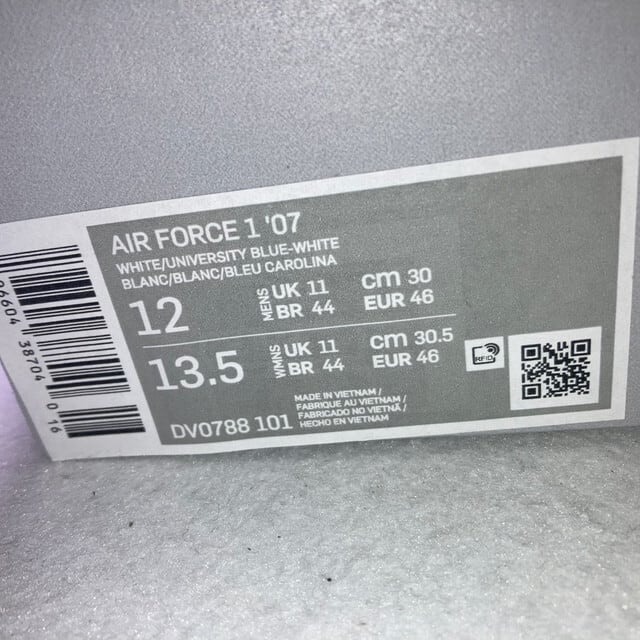 AIR FORCE 1 '07
WHITE/UNIVERSITY BLUE-WHITE
BLANC/BLANC/BLEU CAROLINA
12 MENS UK 11 cm 30
BR 44 EUR 46
13.5 WMNS UK 11 cm 30.5
BR 44 EUR 46
RFID
DV0788 101
MADE IN VIETNAM /
FABRIQUE AU VIETNAM /
FABRICADO NO VIETNÃ /
HECHO EN VIETNAM
38704 016